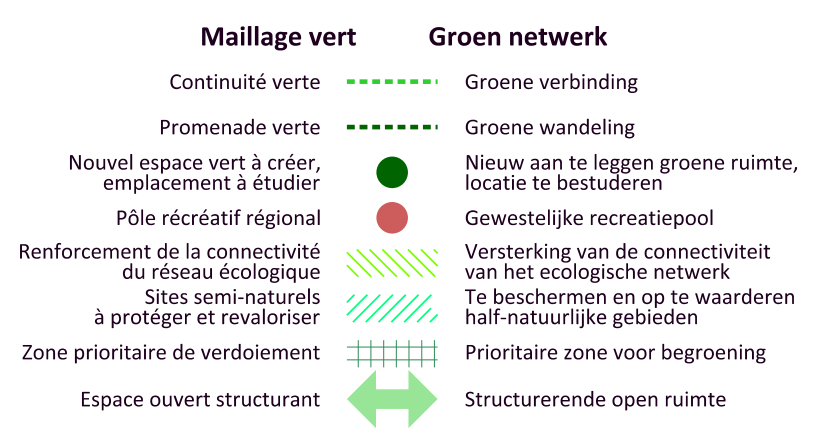 Maillage vert Groen netwerk
Continuité verte Groene verbinding
Promenade verte Groene wandeling
Nouvel espace vert à créer, Nieuw aan te leggen groene ruimte,
emplacement à étudier locatie te bestuderen
Pôle récréatif régional Gewestelijke recreatiepool
Renforcement de la connectivité Versterking van de connectiviteit
du réseau écologique van het ecologische netwerk
Sites semi-naturels Te beschermen en op te waarderen
à protéger et revaloriser half-natuurlijke gebieden
Zone prioritaire de verdoiement Prioritaire zone voor begroening
Espace ouvert structurant Structurerende open ruimte